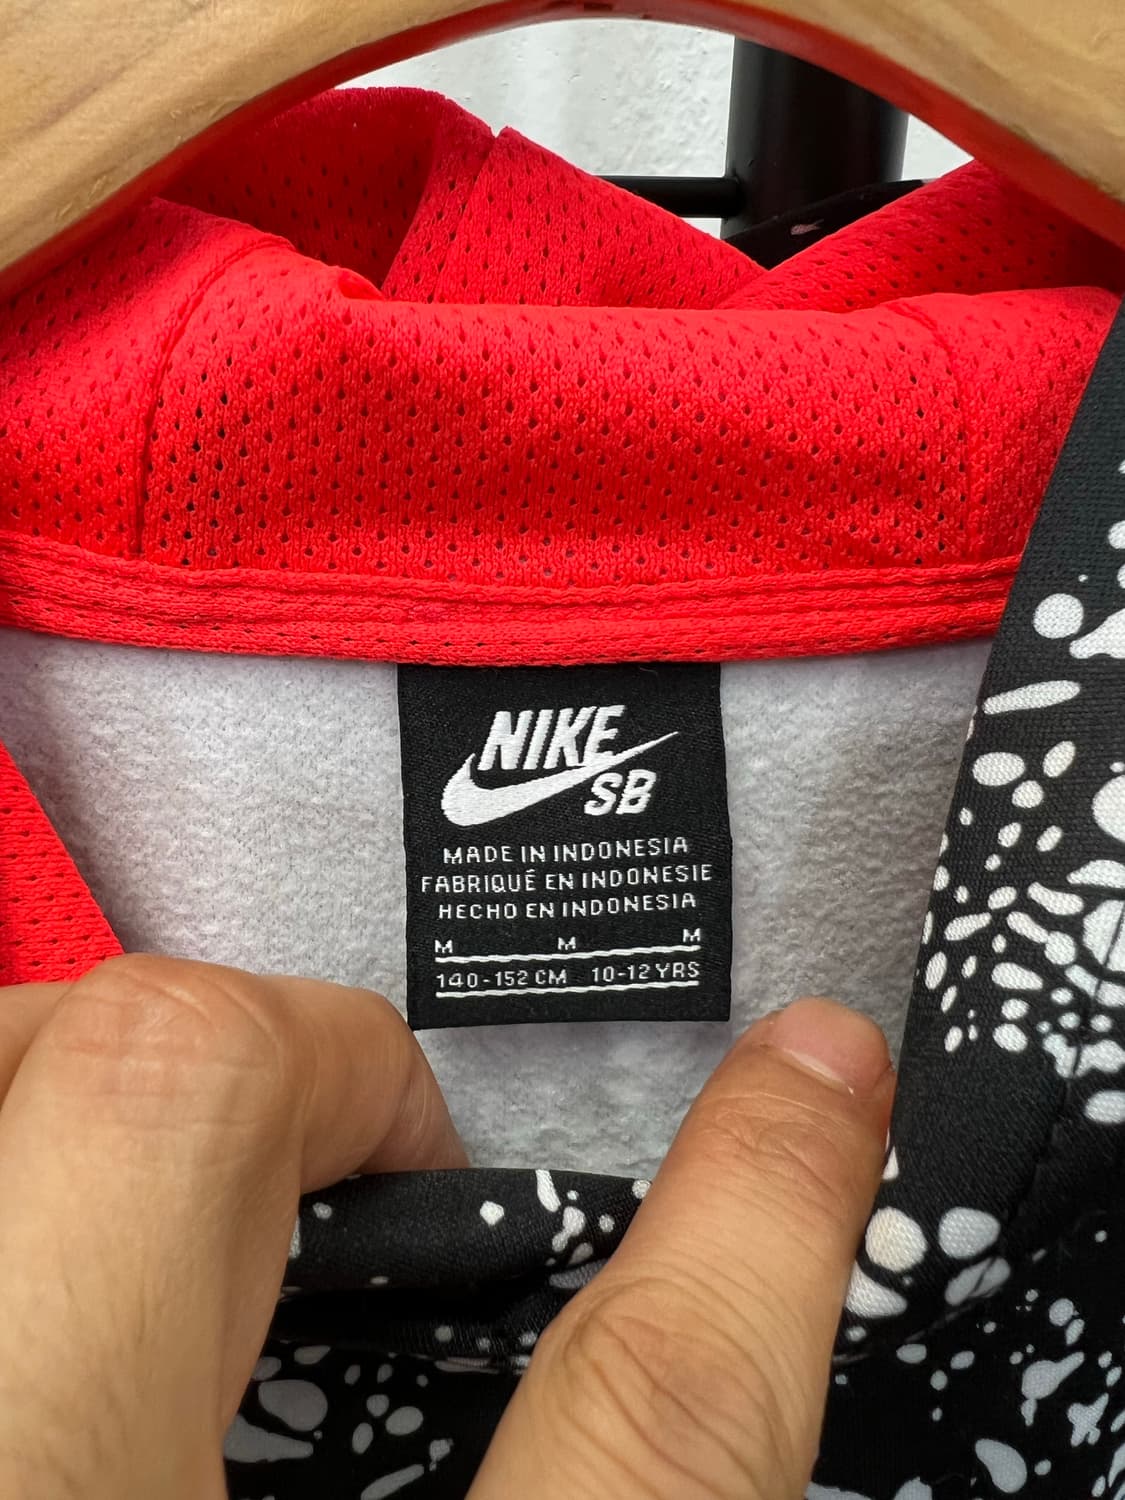 NIKE
SB
MADE IN INDONESIA
FABRIQUÉ EN INDONESIE
HECHO EN INDONESIA
M M M
140-152 CM 10-12 YRS